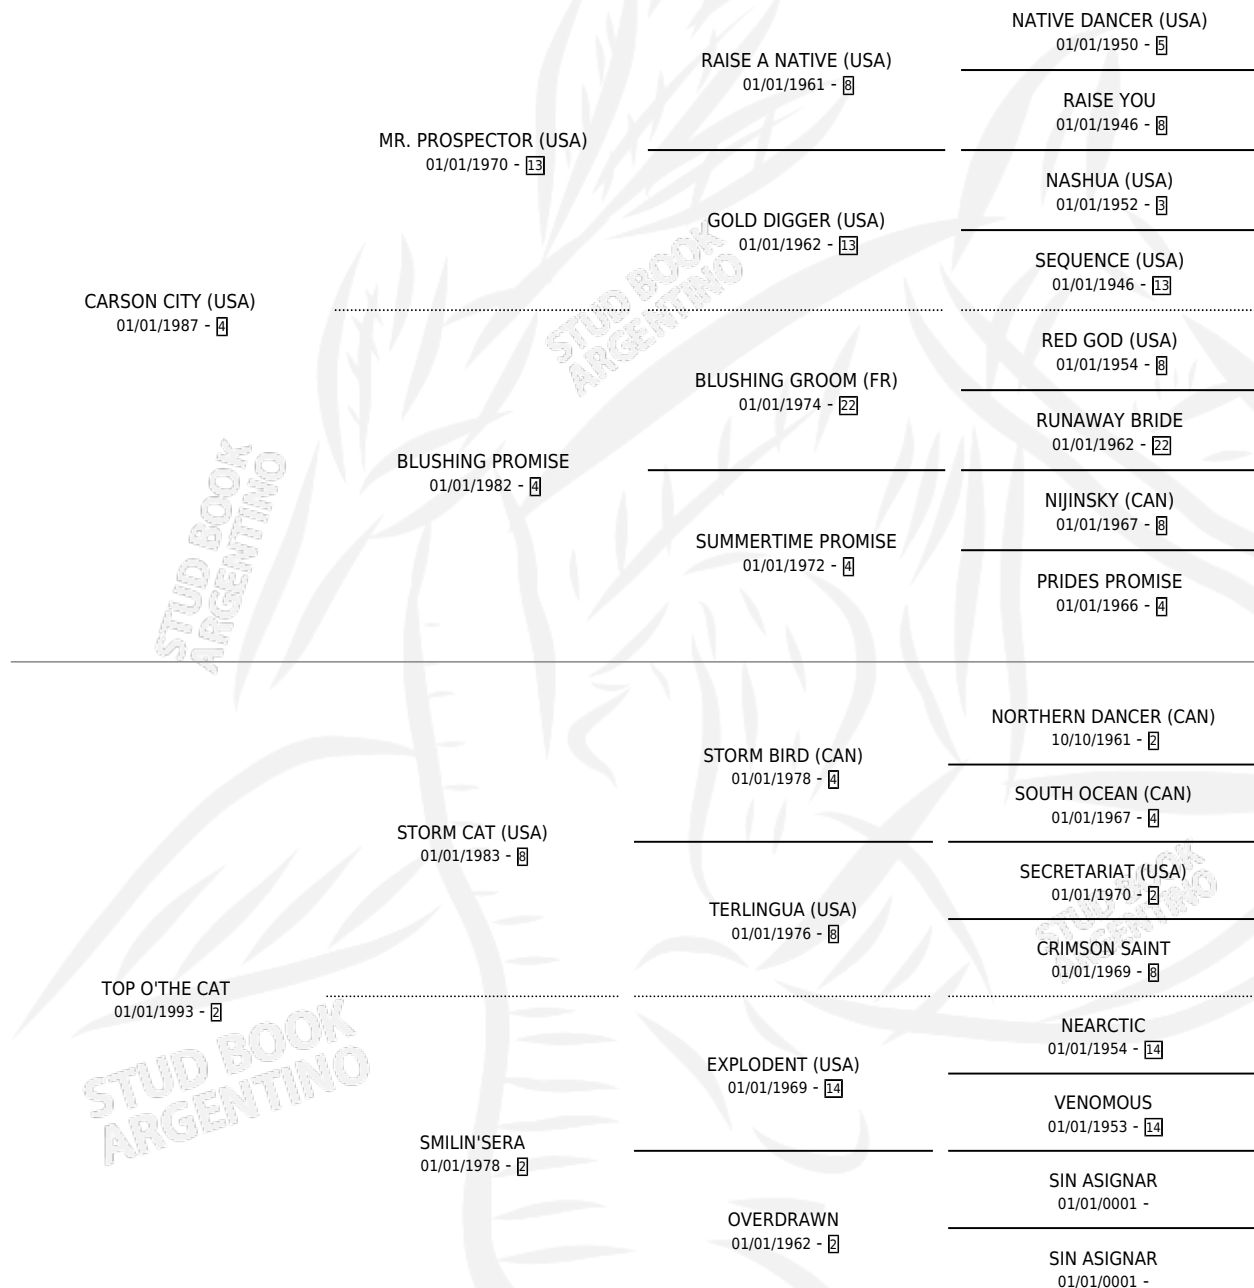 NATIVE DANCER (USA)
01/01/1950 - 5
RAISE A NATIVE (USA)
01/01/1961 - 8
RAISE YOU
01/01/1946 - 8
MR. PROSPECTOR (USA)
01/01/1970 - 13
NASHUA (USA)
01/01/1952 - 3
GOLD DIGGER (USA)
01/01/1962 - 13
SEQUENCE (USA)
01/01/1946 - 13
CARSON CITY (USA)
01/01/1987 - 4
RED GOD (USA)
01/01/1954 - 8
BLUSHING GROOM (FR)
01/01/1974 - 22
RUNAWAY BRIDE
01/01/1962 - 22
BLUSHING PROMISE
01/01/1982 - 4
NIJINSKY (CAN)
01/01/1967 - 8
SUMMERTIME PROMISE
01/01/1972 - 4
PRIDES PROMISE
01/01/1966 - 4
NORTHERN DANCER (CAN)
10/10/1961 - 2
STORM BIRD (CAN)
01/01/1978 - 4
SOUTH OCEAN (CAN)
01/01/1967 - 4
STORM CAT (USA)
01/01/1983 - 8
SECRETARIAT (USA)
01/01/1970 - 2
TERLINGUA (USA)
01/01/1976 - 8
CRIMSON SAINT
01/01/1969 - 8
TOP O'THE CAT
01/01/1993 - 2
NEARCTIC
01/01/1954 - 14
EXPLODENT (USA)
01/01/1969 - 14
VENOMOUS
01/01/1953 - 14
SMILIN'SERA
01/01/1978 - 2
SIN ASIGNAR
01/01/0001 -
OVERDRAWN
01/01/1962 - 2
SIN ASIGNAR
01/01/0001 -
STUD BOOK
ARGENTINO
STUD BOOK
ARGENTINO
STUD BOOK
ARGENTINO
STUD BOOK
ARGENTINO